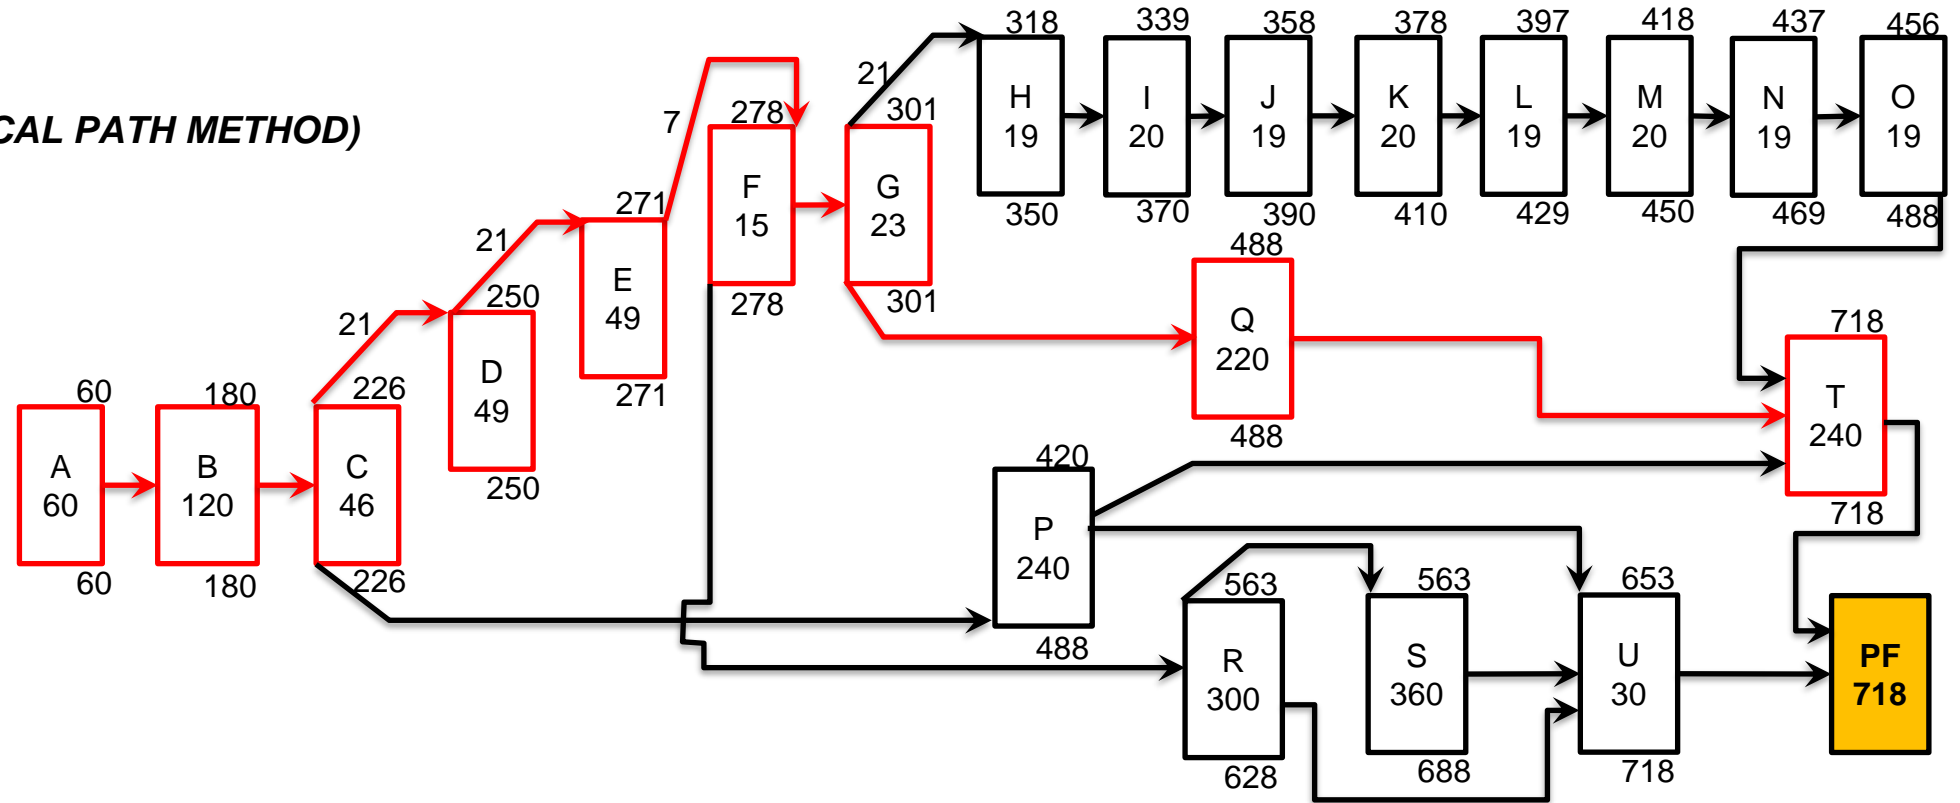 CAL PATH METHOD)
60
A
60
60
180
B
120
180
226
C
46
226
21
250
D
49
250
21
271
E
49
271
7
278
F
15
278
301
G
23
301
21
318
H
19
350
339
I
20
370
358
J
19
390
378
K
20
410
397
L
19
429
418
M
20
450
437
N
19
469
456
O
19
488
488
Q
220
488
718
T
240
718
420
P
240
488
563
R
300
628
563
S
360
688
653
U
30
718
PF
718